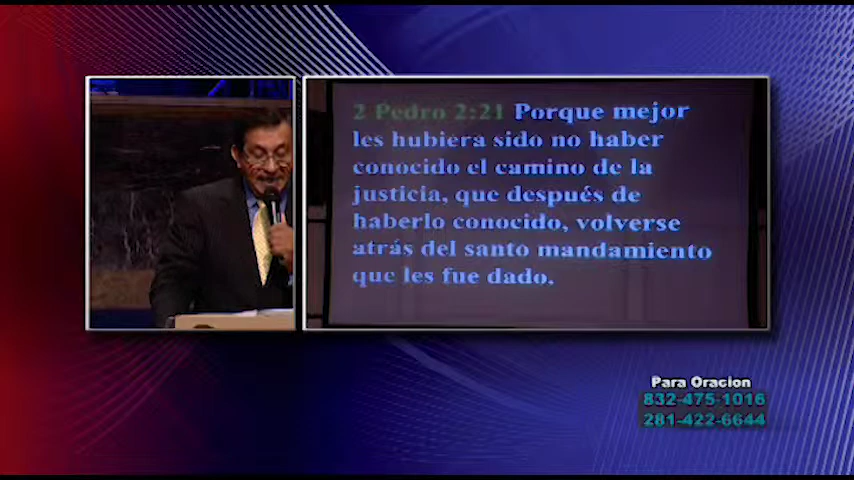 2 Pedro 2:21 Porque mejor
les hubiera sido no haber
conocido el camino de la
justicia, que después de
haberlo conocido, volverse
atrás del santo mandamiento
que les fue dado.
Para Oracion
832-475-1016
281-422-6644